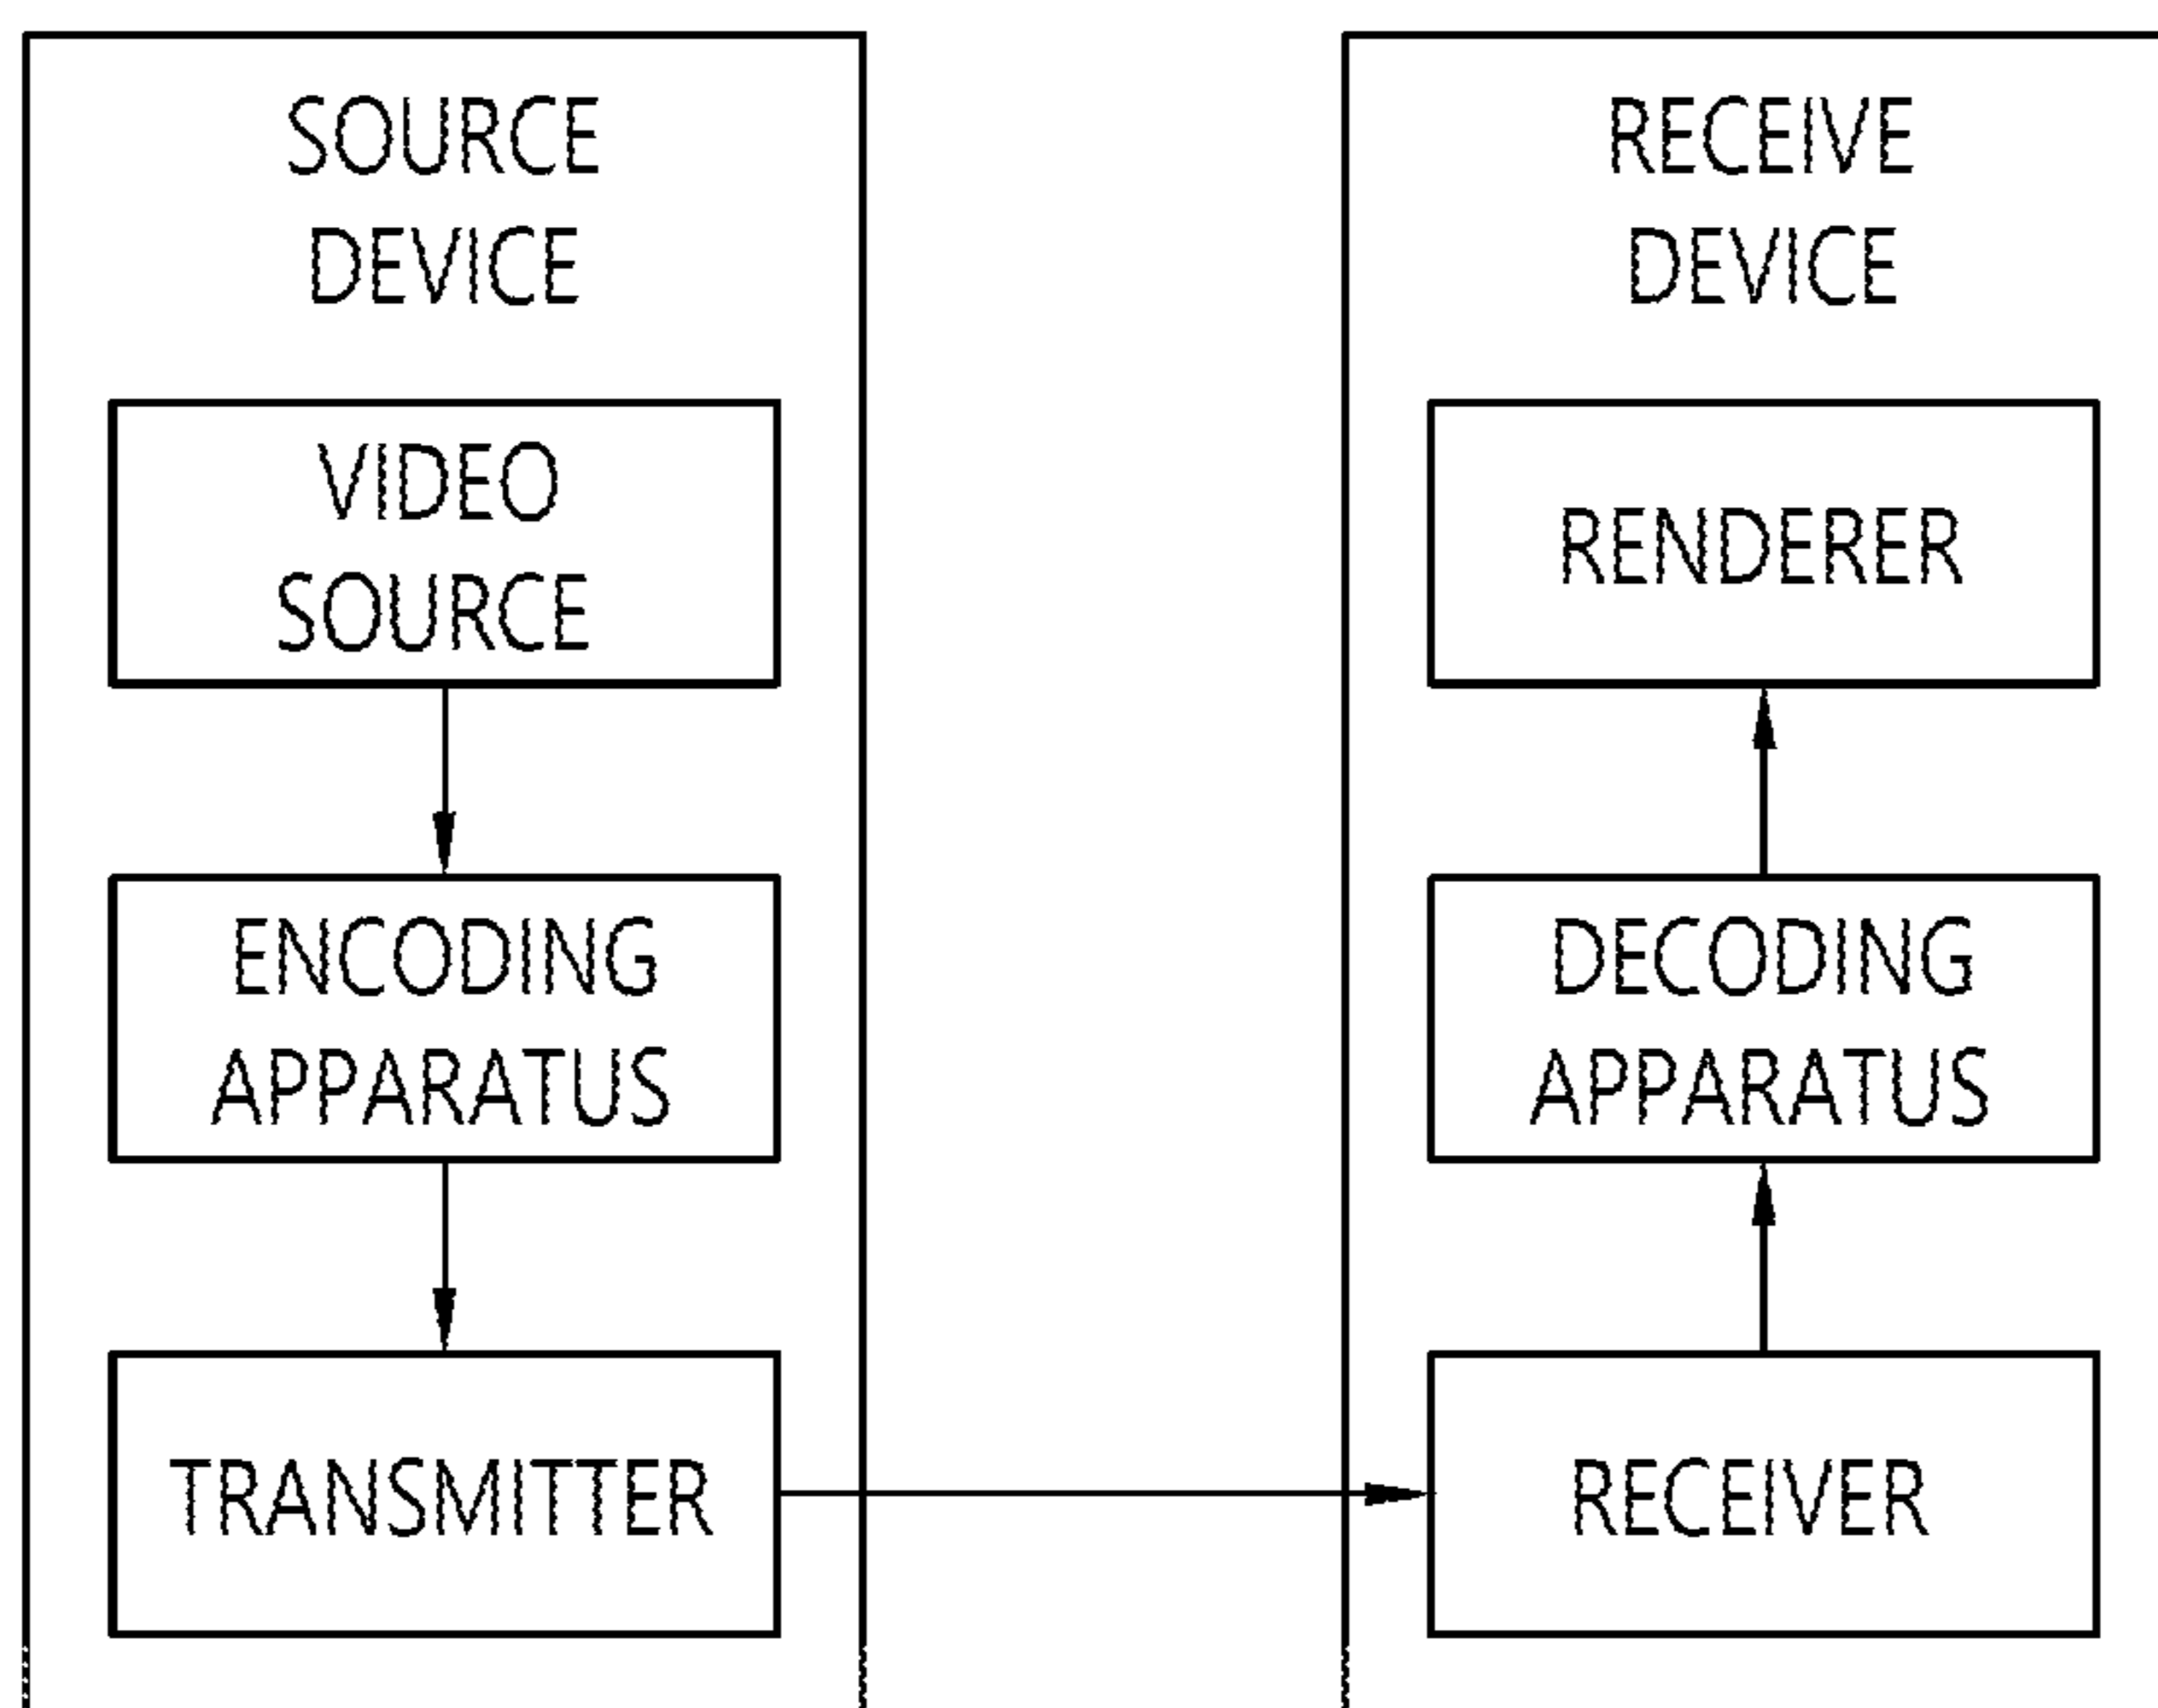 SOURCE
DEVICE
VIDEO
SOURCE
ENCODING
APPARATUS
TRANSMITTER
RECEIVE
DEVICE
RENDERER
DECODING
APPARATUS
RECEIVER